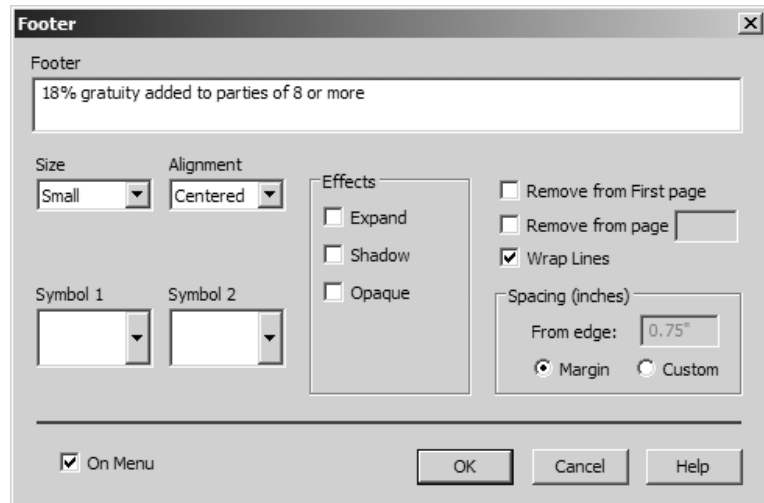 Footer
Footer
18% gratuity added to parties of 8 or more
Size
Alignment
Small
Centered
Effects
Expand
Shadow
Opaque
Remove from First page
Remove from page
Wrap Lines
Symbol 1
Symbol 2
Spacing (inches)
From edge: 0.75"
Margin
Custom
On Menu
OK
Cancel
Help